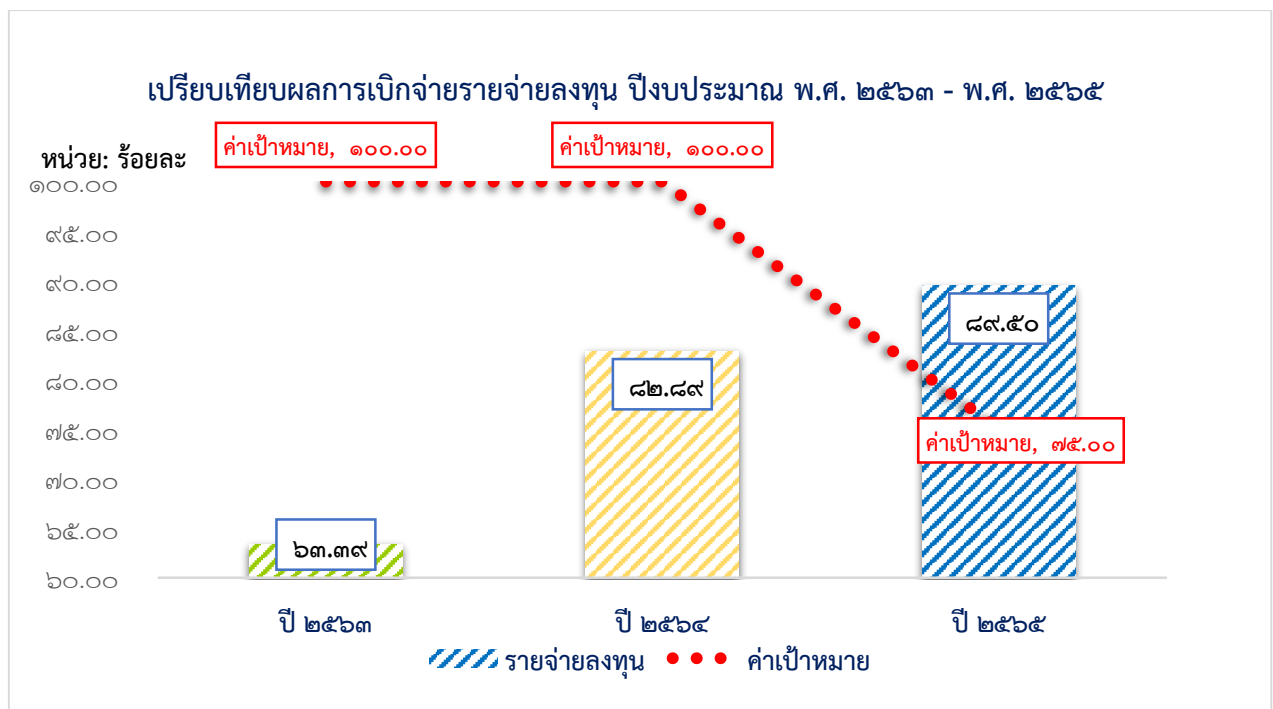 เปรียบเทียบผลการเบิกจ่ายรายจ่ายลงทุน ปีงบประมาณ พ.ศ. ๒๕๖๓ - พ.ศ. ๒๕๖๕
ค่าเป้าหมาย, ๑๐๐.๐๐
ค่าเป้าหมาย, ๑๐๐.๐๐
หน่วย: ร้อยละ
๑๐๐.๐๐
๙๕.๐๐
๙๐.๐๐
๘๕.๐๐
๘๐.๐๐
๗๕.๐๐
๗๐.๐๐
๖๕.๐๐
๖๐.๐๐
๖๓.๓๙
๘๒.๘๙
๘๙.๕๐
ค่าเป้าหมาย, ๗๕.๐๐
ปี ๒๕๖๓
ปี ๒๕๖๔
ปี ๒๕๖๕
รายจ่ายลงทุน
ค่าเป้าหมาย